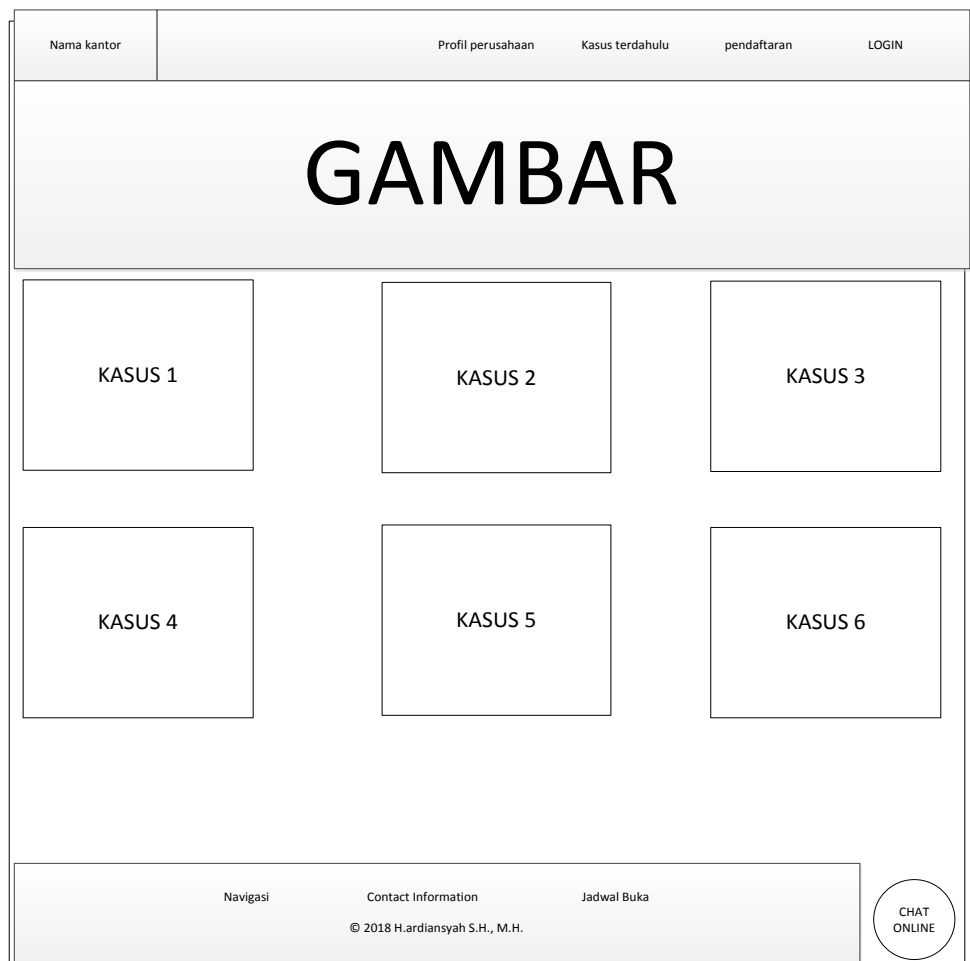 Nama kantor
Profil perusahaan
Kasus terdahulu
pendaftaran
LOGIN
GAMBAR
KASUS 1
KASUS 2
KASUS 3
KASUS 4
KASUS 5
KASUS 6
Navigasi
Contact Information
Jadwal Buka
© 2018 H.ardiansyah S.H., M.H.
CHAT
ONLINE